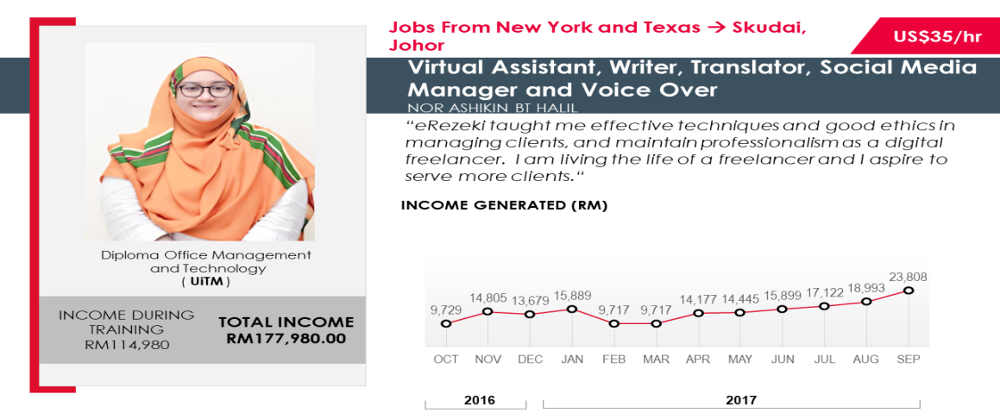 Jobs From New York and Texas → Skudai,
Johor
US$35/hr
Virtual Assistant, Writer, Translator, Social Media
Manager and Voice Over
NOR ASHIKIN BT HALIL
“eRezeki taught me effective techniques and good ethics in
managing clients, and maintain professionalism as a digital
freelancer. I am living the life of a freelancer and I aspire to
serve more clients.“
Diploma Office Management
and Technology
( UiTM )
INCOME DURING
TRAINING
RM114,980
TOTAL INCOME
RM177,980.00
INCOME GENERATED (RM)
9,729 14,805 13,679 15,889 9,717 9,717 14,177 14,445 15,899 17,122 18,993 23,808
OCT NOV DEC JAN FEB MAR APR MAY JUN JUL AUG SEP
2016 2017